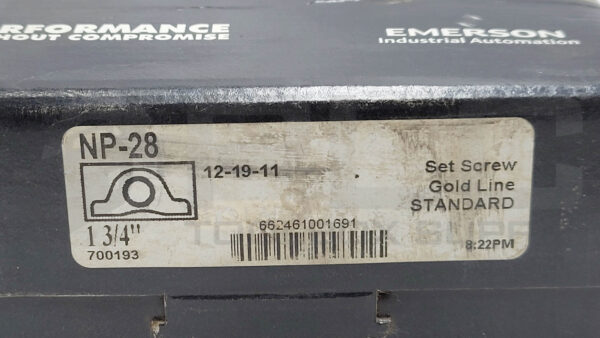 RFORMANCE
HOUT COMPROMISE
EMERSON
Industrial Automation
NP-28
12-19-11
Set Screw
Gold Line
STANDARD
1 3/4"
700193
662461001691
8:22PM